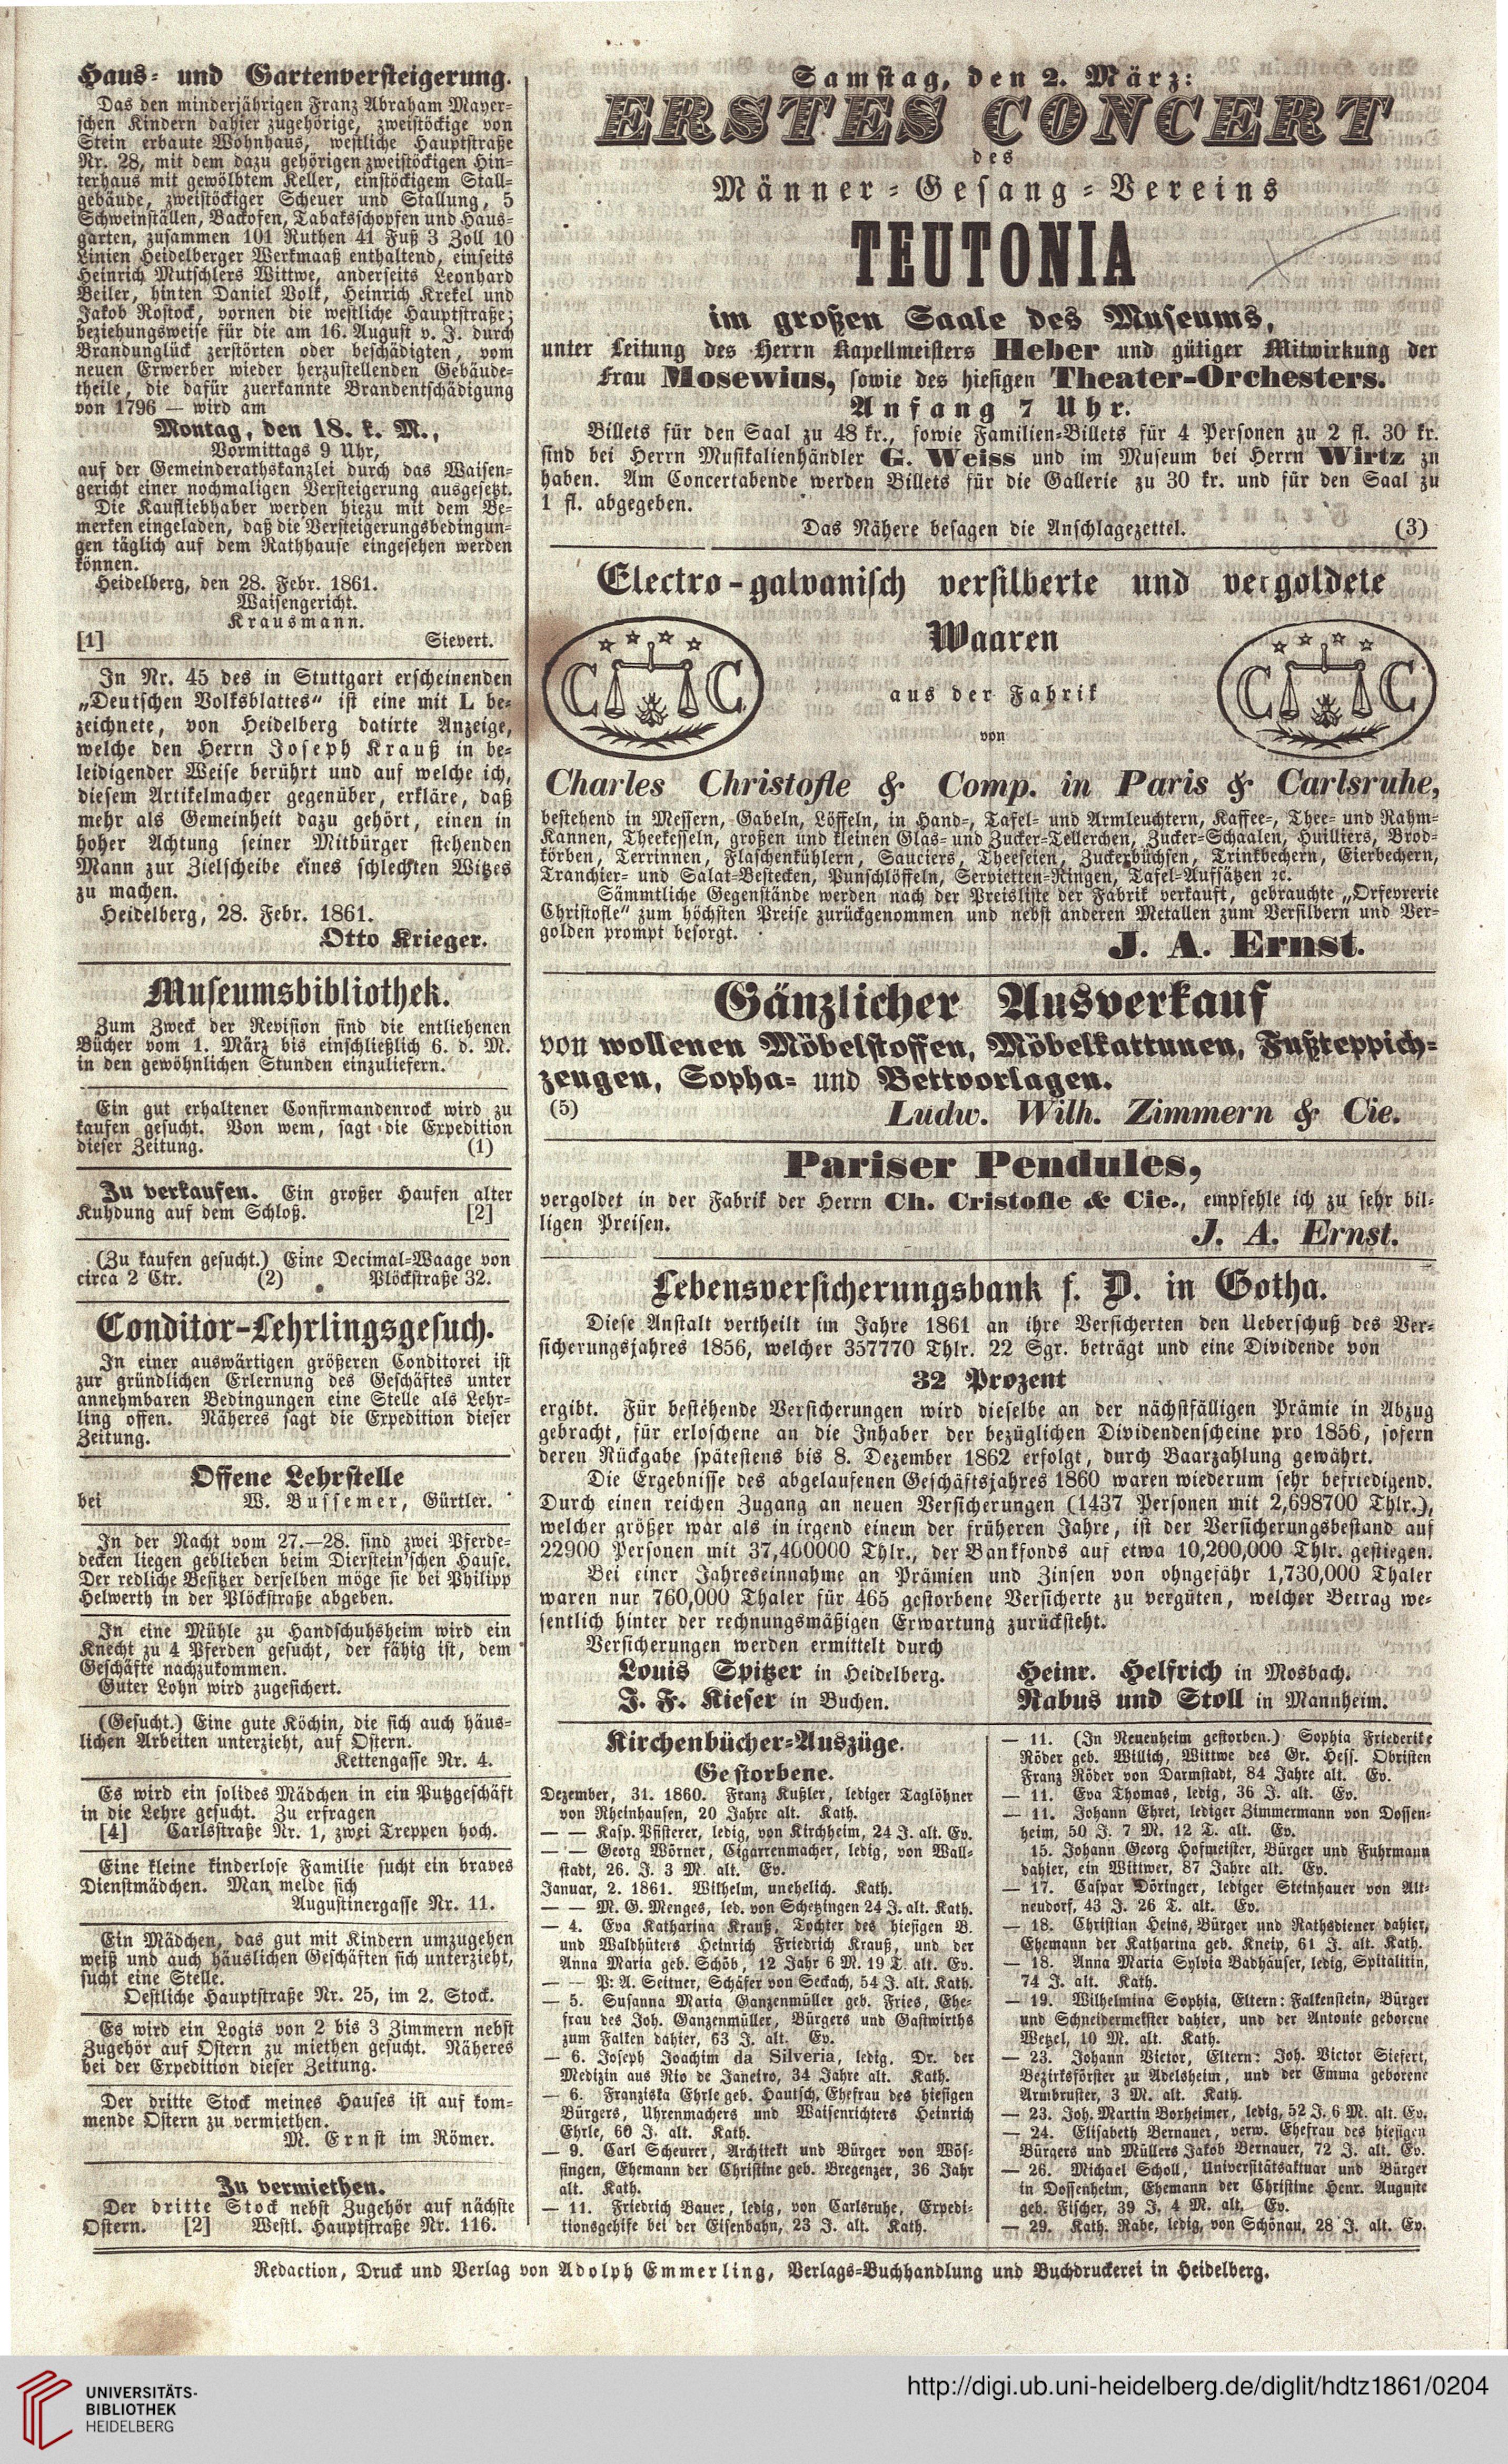 Haus- und Gartenversteigerung.
Das den minderjährigen Franz Abraham Mayer-
schen Kindern dahier zugehörige, zweistöckige von
Stein erbaute Wohnhaus, westliche Hauptstraße
Nr. 28, mit dem dazu gehörigen zweistöckigen Hin-
terhaus mit gewölbtem Keller, einstöckigem Stall-
gebäude, zweistöckiger Scheuer und Stallung, 5
Schweinställen, Backofen, Tabaksschopfen und Haus-
garten, zusammen 101 Ruthen 41 Fuß 3 Zoll 10
Linien Heidelberger Werkmaaß enthaltend, einseits
Heinrich Mutschlers Wittwe, anderseits Leonhard
Beiler, hinten Daniel Volk, Heinrich Krekel und
Jakob Rostock, vornen die westliche Hauptstraße;
beziehungsweise für die am 16. August v. J. durch
Brandunglück zerstörten oder beschädigten, vom
neuen Erwerber wieder herzustellenden Gebäude-
theile, die dafür zuerkannte Brandentschädigung
von 1796 — wird am
Montag, den 18. k. M.,
Vormittags 9 Uhr,
auf der Gemeinderathskanzlei durch das Waisen-
gericht einer nochmaligen Versteigerung ausgesetzt.
Die Kaufliebhaber werden hiezu mit dem Be-
merken eingeladen, daß die Versteigerungsbedingun-
gen täglich auf dem Rathhause eingesehen werden
können.
Heidelberg, den 28. Febr. 1861.
Waisengericht.
Krausmann.
[1] Sievert.
In Nr. 45 des in Stuttgart erscheinenden
„Deutschen Volksblattes“ ist eine mit L be-
zeichnete, von Heidelberg datirte Anzeige,
welche den Herrn Joseph Krauß in be-
leidigender Weise berührt und auf welche ich,
diesem Artikelmacher gegenüber, erkläre, daß
mehr als Gemeinheit dazu gehört, einen in
hoher Achtung seiner Mitbürger stehenden
Mann zur Zielscheibe eines schlechten Witzes
zu machen.
Heidelberg, 28. Febr. 1861.
Otto Krieger.
Museumsbibliothek.
Zum Zweck der Revision sind die entliehenen
Bücher vom 1. März bis einschließlich 6. d. M.
in den gewöhnlichen Stunden einzuliefern.
Ein gut erhaltener Confirmandenrock wird zu
kaufen gesucht. Von wem, sagt die Expedition
dieser Zeitung. (1)
Zu verkaufen. Ein großer Haufen alter
Kuhdung auf dem Schloß. [2]
(Zu kaufen gesucht.) Eine Decimal-Waage von
circa 2 Ctr. (2) Plöckstraße 32.
Conditor-Lehrlingsgesuch.
In einer auswärtigen größeren Conditorei ist
zur gründlichen Erlernung des Geschäftes unter
annehmbaren Bedingungen eine Stelle als Lehr-
ling offen. Näheres sagt die Expedition dieser
Zeitung.
Offene Lehrstelle
bei W. Bussemer, Gürtler.
In der Nacht vom 27.—28. sind zwei Pferde-
decken liegen geblieben beim Dierstein'schen Hause.
Der redliche Besitzer derselben möge sie bei Philipp
Helwerth in der Plöckstraße abgeben.
In eine Mühle zu Handschuhsheim wird ein
Knecht zu 4 Pferden gesucht, der fähig ist, dem
Geschäfte nachzukommen.
Guter Lohn wird zugesichert.
(Gesucht.) Eine gute Köchin, die sich auch häus-
lichen Arbeiten unterzieht, auf Ostern.
Kettengasse Nr. 4.
Es wird ein solides Mädchen in ein Putzgeschäft
in die Lehre gesucht. Zu erfragen
[4] Carlsstraße Nr. 1, zwei Treppen hoch.
Eine kleine kinderlose Familie sucht ein braves
Dienstmädchen. Man melde sich
Augustinergasse Nr. 11.
Ein Mädchen, das gut mit Kindern umzugehen
weiß und auch häuslichen Geschäften sich unterzieht,
sucht eine Stelle.
Oestliche Hauptstraße Nr. 25, im 2. Stock.
Es wird ein Logis von 2 bis 3 Zimmern nebst
Zugehör auf Ostern zu miethen gesucht. Näheres
bei der Expedition dieser Zeitung.
Der dritte Stock meines Hauses ist auf kom-
mende Ostern zu vermiethen.
M. Ernst im Römer.
Zu vermiethen.
Der dritte Stock nebst Zugehör auf nächste
Ostern. [2] Westl. Hauptstraße Nr. 116.
Samstag, den 2. März:
ERSTES CONCERT
des
Männer-Gesang-Vereins
TEUTONIA
im großen Saale des Museums,
unter Leitung des Herrn Kapellmeisters Heber und gütiger Mitwirkung der
Frau Mosewius, sowie des hiesigen Theater-Orchesters.
Anfang 7 Uhr.
Billets für den Saal zu 48 kr., sowie Familien-Billets für 4 Personen zu 2 fl. 30 kr.
sind bei Herrn Musikalienhändler G. Weiss und im Museum bei Herrn Wirtz zu
haben. Am Concertabende werden Billets für die Gallerie zu 30 kr. und für den Saal zu
1 fl. abgegeben.
Das Nähere besagen die Anschlagezettel. (3)
Electro-galvanisch versilberte und vergoldete
Waaren
C C
C C
aus der Fabrik
von
Charles Christofle & Comp. in Paris & Carlsruhe,
bestehend in Messern, Gabeln, Löffeln, in Hand-, Tafel- und Armleuchtern, Kaffee-, Thee- und Rahm-
Kannen, Theekesseln, großen und kleinen Glas- und Zucker-Tellerchen, Zucker-Schaalen, Huilliers, Brod-
körben, Terrinnen, Flaschenkühlern, Sauciers, Theeseien, Zuckerbüchsen, Trinkbechern, Eierbechern,
Tranchier- und Salat-Bestecken, Punschlöffeln, Servietten-Ringen, Tafel-Aufsätzen ꝛc.
Sämmtliche Gegenstände werden nach der Preisliste der Fabrik verkauft, gebrauchte „Orfevrerie
Christofle“ zum höchsten Preise zurückgenommen und nebst anderen Metallen zum Versilbern und Ver-
golden prompt besorgt.
J. A. Ernst.
Gänzlicher Ausverkauf
von wollenen Möbelstoffen, Möbelkattunen, Fußteppich-
zeugen, Sopha- und Bettvorlagen.
(5) Ludw. Wilh. Zimmern & Cie.
Pariser Pendules,
vergoldet in der Fabrik der Herrn Ch. Cristofle & Cie., empfehle ich zu sehr bil-
ligen Preisen.
J. A. Ernst.
Lebensversicherungsbank f. D. in Gotha.
Diese Anstalt vertheilt im Jahre 1861 an ihre Versicherten den Ueberschuß des Ver-
sicherungsjahres 1856, welcher 357770 Thlr. 22 Sgr. beträgt und eine Dividende von
32 Prozent
ergibt. Für bestehende Versicherungen wird dieselbe an der nächstfälligen Prämie in Abzug
gebracht, für erloschene an die Inhaber der bezüglichen Dividendenscheine pro 1856, sofern
deren Rückgabe spätestens bis 8. Dezember 1862 erfolgt, durch Baarzahlung gewährt.
Die Ergebnisse des abgelaufenen Geschäftsjahres 1860 waren wiederum sehr befriedigend.
Durch einen reichen Zugang an neuen Versicherungen (1437 Personen mit 2,698700 Thlr.),
welcher größer war als in irgend einem der früheren Jahre, ist der Versicherungsbestand auf
22900 Personen mit 37,400000 Thlr., der Bankfonds auf etwa 10,200,000 Thlr. gestiegen.
Bei einer Jahreseinnahme an Prämien und Zinsen von ohngefähr 1,730,000 Thaler
waren nur 760,000 Thaler für 465 gestorbene Versicherte zu vergüten, welcher Betrag we-
sentlich hinter der rechnungsmäßigen Erwartung zurücksteht.
Versicherungen werden ermittelt durch
Louis Spitzer in Heidelberg. Heinr. Helfrich in Mosbach.
J. F. Kieser in Buchen. Rabus und Stoll in Mannheim.
Kirchenbücher-Auszüge.
Gestorbene.
Dezember, 31. 1860. Franz Kußler, lediger Taglöhner
von Rheinhausen, 20 Jahre alt. Kath.
— — Kasp. Pfisterer, ledig, von Kirchheim, 24 J. alt. Ev.
— — Georg Wörner, Cigarrenmacher, ledig, von Wall-
stadt, 26. J. 3 M. alt. Ev.
Januar, 2. 1861. Wilhelm, unehelich. Kath.
— — M. G. Menges, led. von Schetzingen 24 J. alt. Kath.
— 4. Eva Katharina Krauß, Tochter des hiesigen B.
und Waldhüters Heinrich Friedrich Krauß, und der
Anna Maria geb. Schöb, 12 Jahr 6 M. 19 T. alt. Ev.
— — P. A. Seitner, Schäfer von Seckach, 54 J. alt. Kath.
— 5. Susanna Maria Ganzenmüller geb. Fries, Ehe-
frau des Joh. Ganzenmüller, Bürgers und Gastwirths
zum Falken dahier, 63 J. alt. Ev.
— 6. Joseph Joachim da Silveria, ledig, Dr. der
Medizin aus Rio de Janeiro, 34 Jahre alt. Kath.
— 6. Franziska Ehrle geb. Hautsch, Ehefrau des hiesigen
Bürgers, Uhrenmachers und Waisenrichters Heinrich
Ehrle, 60 J. alt. Kath.
— 9. Carl Scheurer, Architekt und Bürger von Wös-
singen, Ehemann der Christine geb. Bregenzer, 36 Jahr
alt. Kath.
— 11. Friedrich Bauer, ledig, von Carlsruhe, Expedi-
tionsgehife bei der Eisenbahn, 23 J. alt. Kath.
— 11. (In Neuenheim gestorben.) Sophia Friederike
Röder geb. Willich, Wittwe des Gr. Hess. Obristen
Franz Röder von Darmstadt, 84 Jahre alt. Ev.
— 11. Eva Thomas, ledig, 36 J. alt. Ev.
— 11. Johann Ehret, lediger Zimmermann von Dossen-
heim, 50 J. 7 M. 12 T. alt. Ev.
15. Johann Georg Hofmeister, Bürger und Fuhrmann
dahier, ein Wittwer, 87 Jahre alt. Ev.
— 17. Caspar Döringer, lediger Steinhauer von Alt-
neudorf, 43 J. 26 T. alt. Ev.
— 18. Christian Heins, Bürger und Rathsdiener dahier,
Ehemann der Katharina geb. Kneip, 61 J. alt. Kath.
— 18. Anna Maria Sylvia Badhäuser, ledig, Spitalitin,
74 J. alt. Kath.
— 19. Wilhelmina Sophia, Eltern: Falkenstein, Bürger
und Schneidermeister dahier, und der Antonie geborene
Wetzel, 10 M. alt. Kath.
— 23. Johann Victor, Eltern: Joh. Victor Siefert,
Bezirksförster zu Adelsheim, und der Emma geborene
Armbruster, 3 M. alt. Kath.
— 23. Joh. Martin Borheimer, ledig, 52 J. 6 M. alt. Ev.
— 24. Elisabeth Bernauer, verw. Ehefrau des hiesigen
Bürgers und Müllers Jakob Bernauer, 72 J. alt. Ev.
— 26. Michael Scholl, Universitätsaktuar und Bürger
in Dossenheim, Ehemann der Christine Henr. Auguste
geb. Fischer, 39 J. 4 M. alt. Ev.
— 29. Kath. Rabe, ledig, von Schönau, 28 J. alt. Ev.
Redaction, Druck und Verlag von Adolph Emmerling, Verlags-Buchhandlung und Buchdruckerei in Heidelberg.
UNIVERSITÄTS-
BIBLIOTHEK
HEIDELBERG
http://digi.ub.uni-heidelberg.de/diglit/hdtz1861/0204